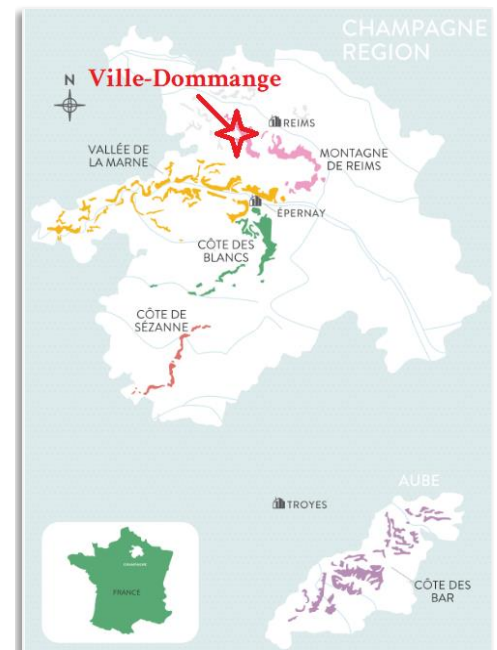 CHAMPAGNE
REGION
N
Ville-Dommange
REIMS
VALLÉE DE
LA MARNE
MONTAGNE
DE REIMS
ÉPERNAY
CÔTE DES
BLANCS
CÔTE DE
SÉZANNE
AUBE
TROYES
CÔTE DES
BAR
CHAMPAGNE
FRANCE